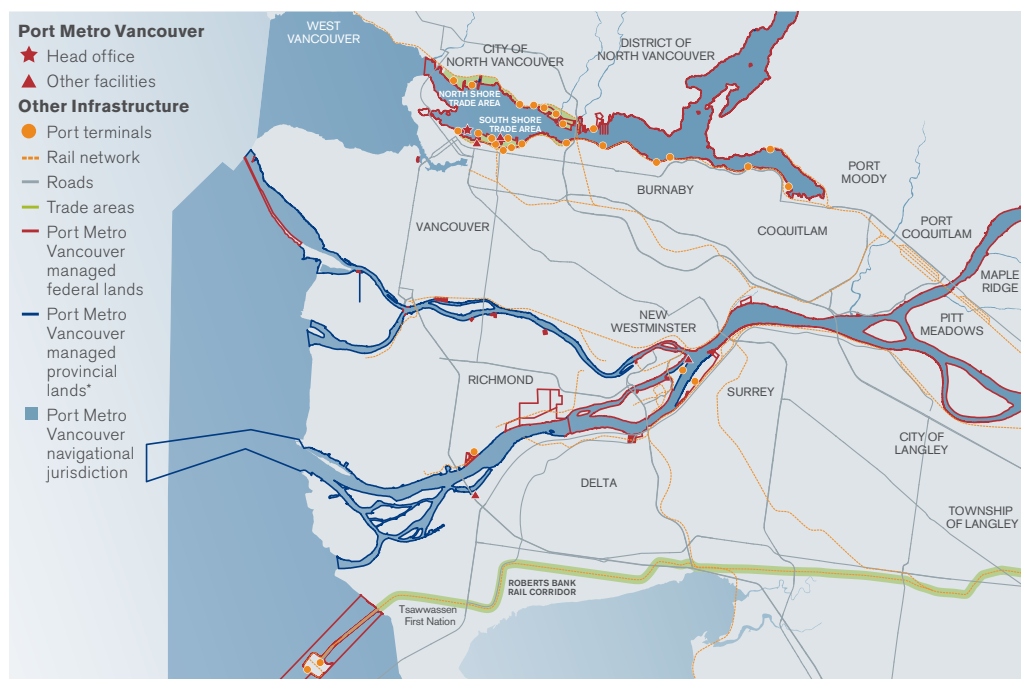 Port Metro Vancouver
Head office
Other facilities
Other Infrastructure
Port terminals
Rail network
Roads
Trade areas
Port Metro
Vancouver
managed
federal lands
Port Metro
Vancouver
managed
provincial
lands*
Port Metro
Vancouver
navigational
jurisdiction
WEST
VANCOUVER
CITY OF
NORTH VANCOUVER
DISTRICT OF
NORTH VANCOUVER
NORTH SHORE
TRADE AREA
SOUTH SHORE
TRADE AREA
PORT
MOODY
BURNABY
VANCOUVER
COQUITLAM
PORT
COQUITLAM
MAPLE
RIDGE
PITT
MEADOWS
NEW
WESTMINSTER
RICHMOND
SURREY
CITY OF
LANGLEY
DELTA
TOWNSHIP
OF LANGLEY
ROBERTS BANK
RAIL CORRIDOR
Tsawwassen
First Nation